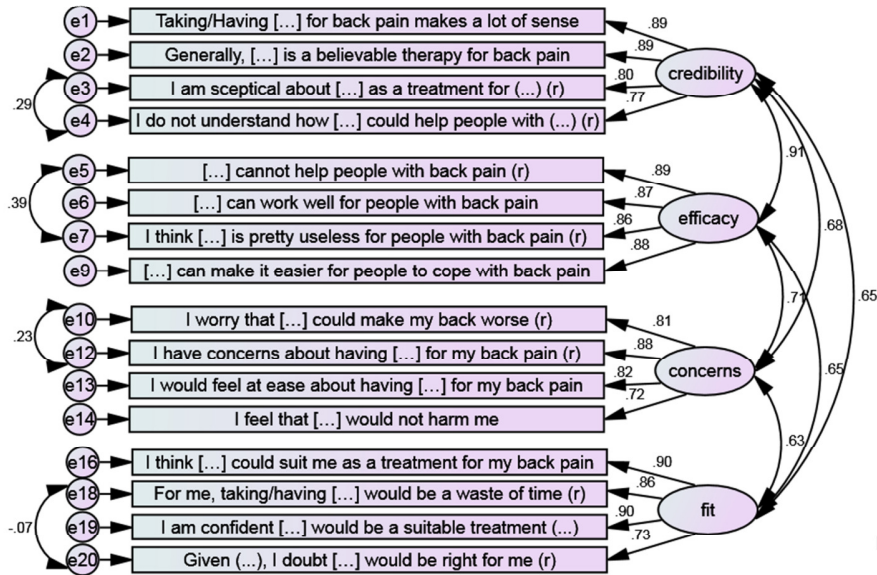 e1 Taking/Having [...] for back pain makes a lot of sense .89
e2 Generally, [...] is a believable therapy for back pain .89
e3 I am sceptical about [...] as a treatment for (...) (r) .80
e4 I do not understand how [...] could help people with (...) (r) .77
.29
credibility
e5 [...] cannot help people with back pain (r) .89
e6 [...] can work well for people with back pain .87
e7 I think [...] is pretty useless for people with back pain (r) .86
e9 [...] can make it easier for people to cope with back pain .88
.39
efficacy
e10 I worry that [...] could make my back worse (r) .81
e12 I have concerns about having [...] for my back pain (r) .88
e13 I would feel at ease about having [...] for my back pain .82
e14 I feel that [...] would not harm me .72
.23
concerns
e16 I think [...] could suit me as a treatment for my back pain .90
e18 For me, taking/having [...] would be a waste of time (r) .86
e19 I am confident [...] would be a suitable treatment (...) .90
e20 Given (...), I doubt [...] would be right for me (r) .73
-.07
fit
.91
.68
.65
.71
.65
.63